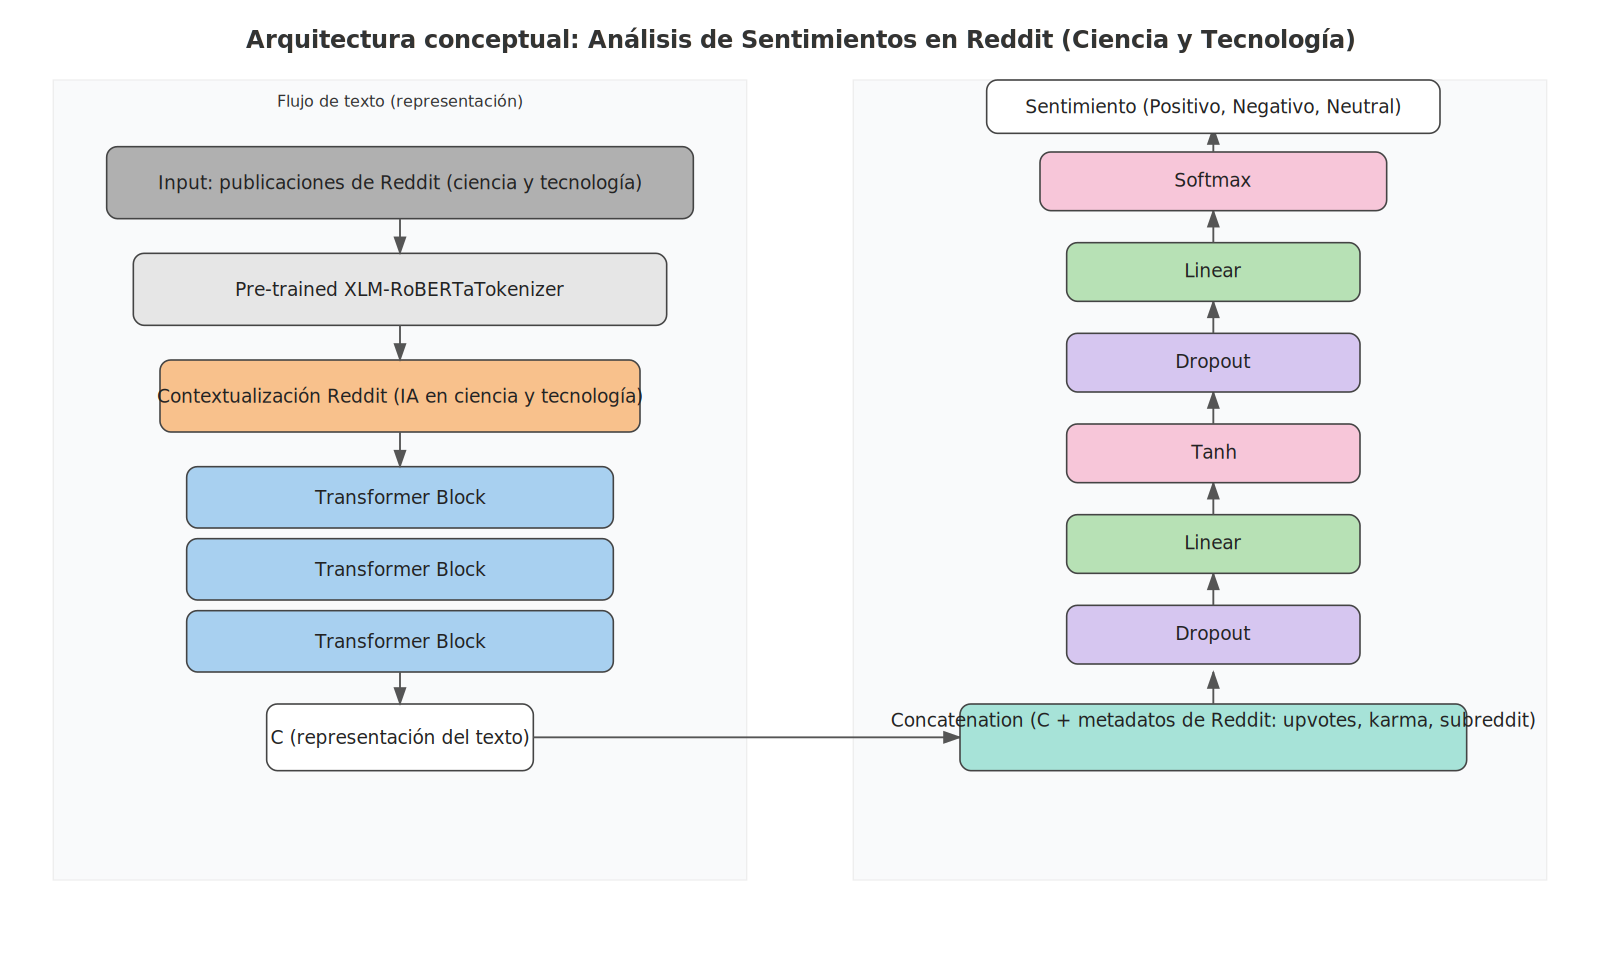 Arquitectura conceptual: Análisis de Sentimientos en Reddit (Ciencia y Tecnología)
Flujo de texto (representación)
Input: publicaciones de Reddit (ciencia y tecnología)
Pre-trained XLM-RoBERTaTokenizer
Contextualización Reddit (IA en ciencia y tecnología)
Transformer Block
Transformer Block
Transformer Block
C (representación del texto)
Sentimiento (Positivo, Negativo, Neutral)
Softmax
Linear
Dropout
Tanh
Linear
Dropout
Concatenation (C + metadatos de Reddit: upvotes, karma, subreddit)